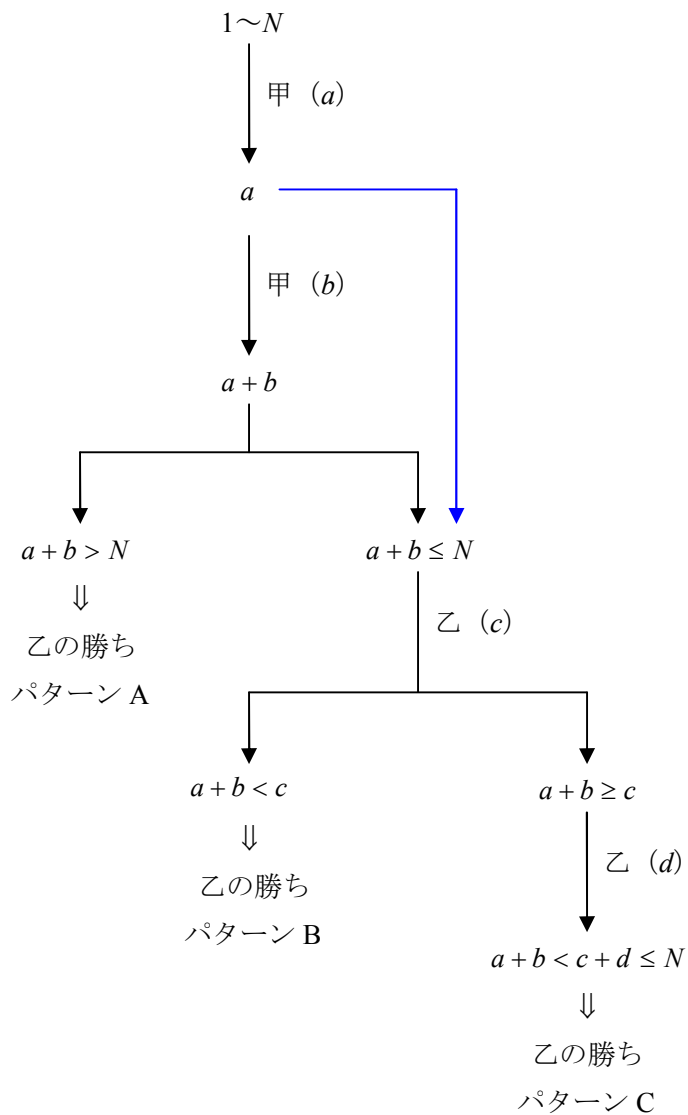 1～N
甲（a）
a
甲（b）
a + b
a + b > N
⇓
乙の勝ち
パターン A
a + b ≤ N
乙（c）
a + b < c
⇓
乙の勝ち
パターン B
a + b ≥ c
乙（d）
a + b < c + d ≤ N
⇓
乙の勝ち
パターン C